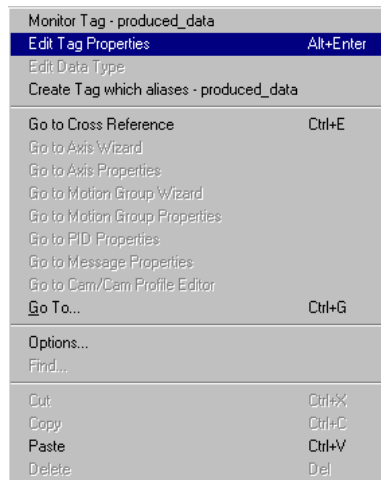 Monitor Tag - produced_data
Edit Tag Properties Alt+Enter
Edit Data Type
Create Tag which aliases - produced_data
Go to Cross Reference Ctrl+E
Go to Axis Wizard
Go to Axis Properties
Go to Motion Group Wizard
Go to Motion Group Properties
Go to PID Properties
Go to Message Properties
Go to Cam/Cam Profile Editor
Go To... Ctrl+G
Options...
Find...
Cut Ctrl+X
Copy Ctrl+C
Paste Ctrl+V
Delete Del